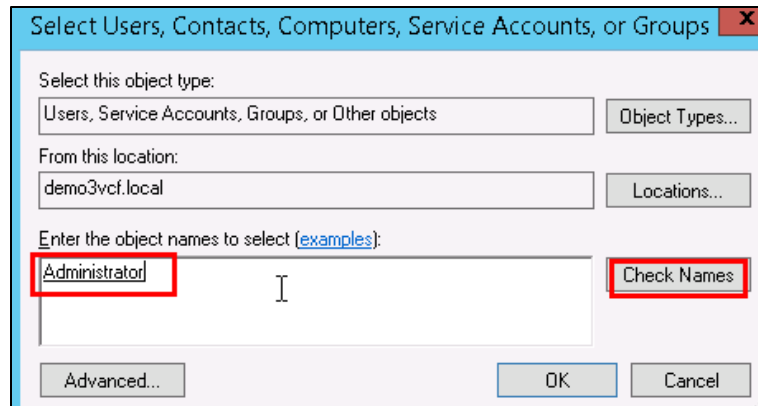 Select Users, Contacts, Computers, Service Accounts, or Groups
x
Select this object type:
Users, Service Accounts, Groups, or Other objects
Object Types...
From this location:
demo3vcf.local
Locations...
Enter the object names to select (examples):
Administrator
Check Names
Advanced...
OK
Cancel